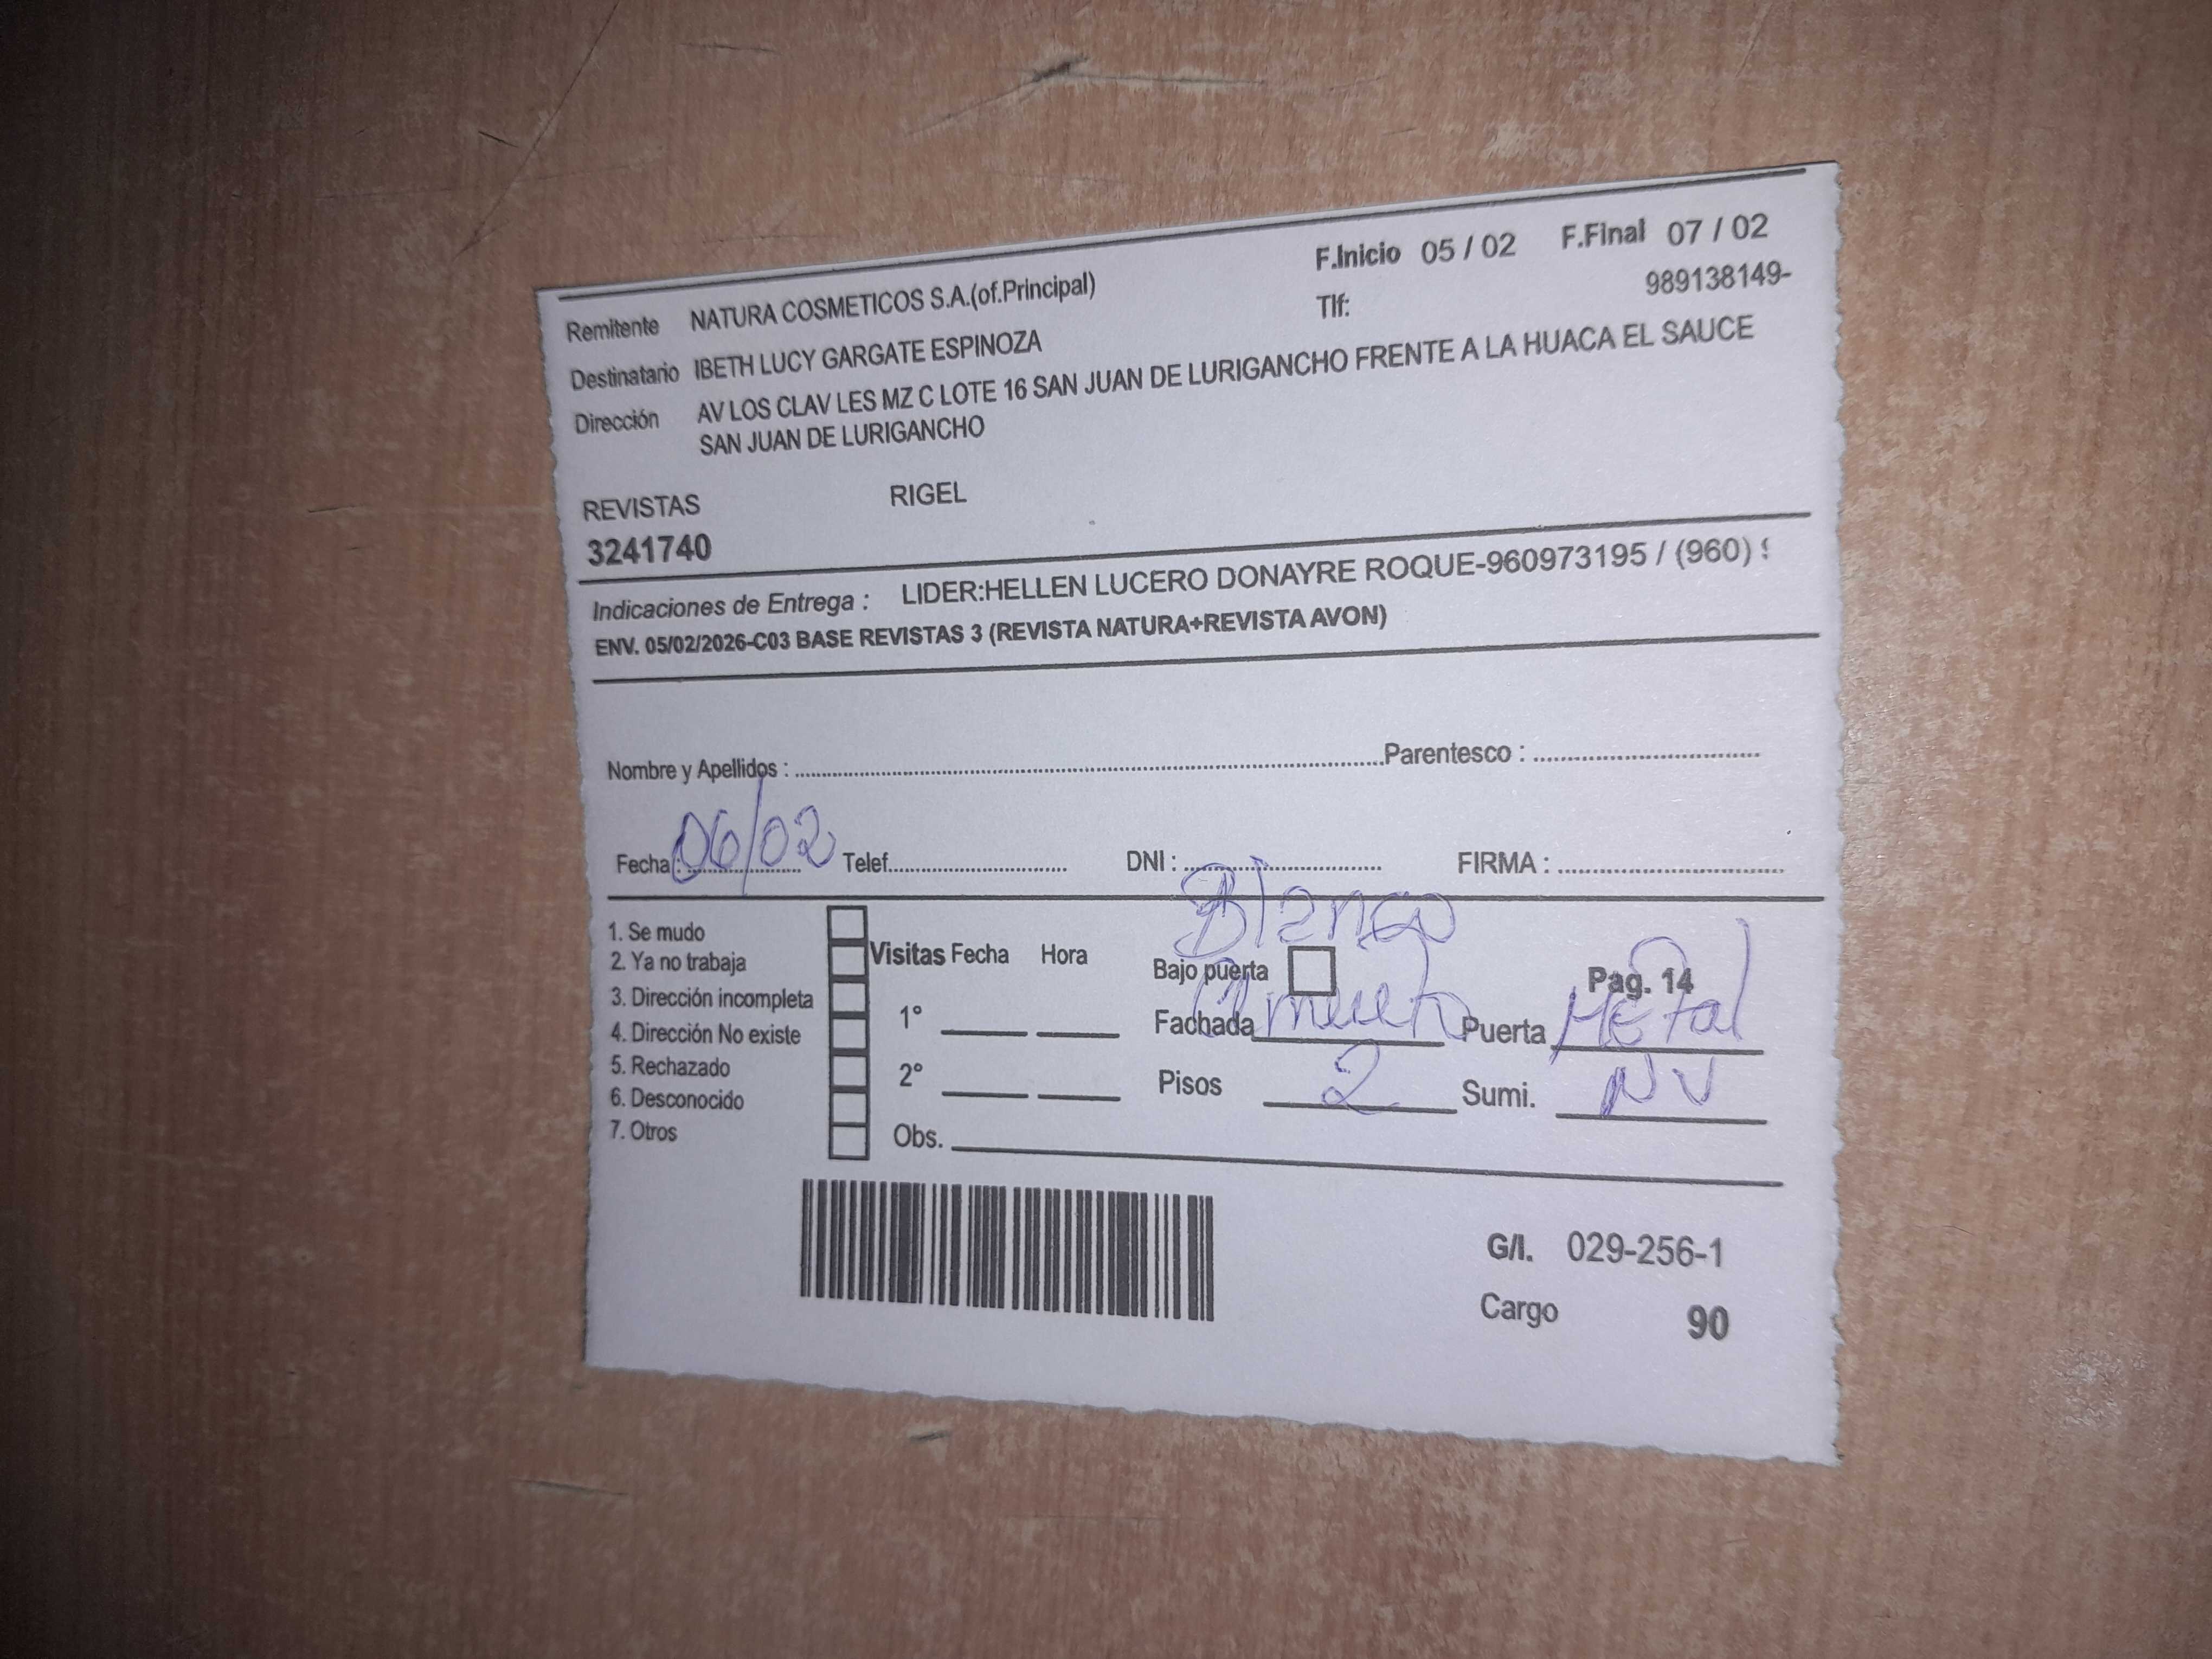 F.Inicio 05 / 02 F.Final 07 / 02
Remitente NATURA COSMETICOS S.A.(of.Principal) Tlf: 989138149-
Destinatario IBETH LUCY GARGATE ESPINOZA
Dirección AV LOS CLAV LES MZ C LOTE 16 SAN JUAN DE LURIGANCHO FRENTE A LA HUACA EL SAUCE
SAN JUAN DE LURIGANCHO
REVISTAS RIGEL
3241740
Indicaciones de Entrega : LIDER:HELLEN LUCERO DONAYRE ROQUE-960973195 / (960)
ENV. 05/02/2026-C03 BASE REVISTAS 3 (REVISTA NATURA+REVISTA AVON)
Nombre y Apellidos : Parentesco :
Fecha : 06/02 Telef. DNI : FIRMA :
Blanco
1. Se mudo
2. Ya no trabaja
3. Dirección incompleta
4. Dirección No existe
5. Rechazado
6. Desconocido
7. Otros
Visitas Fecha Hora
1°
2°
Obs.
Bajo puerta Pag. 14
Fachada Puerta Metal
Pisos 2 Sumi. NV
G/I. 029-256-1
Cargo 90